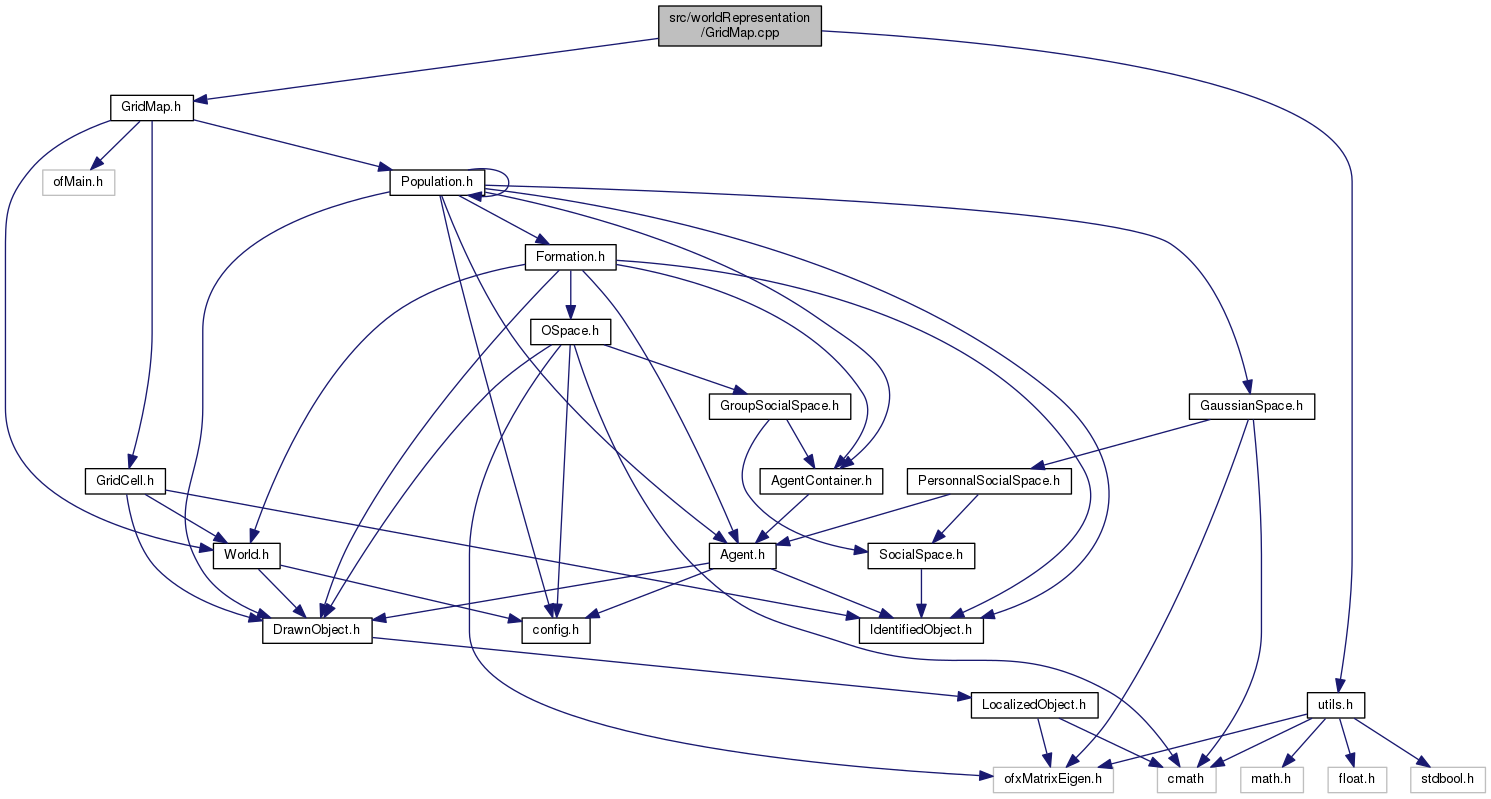 src/worldRepresentation
/GridMap.cpp
GridMap.h
ofMain.h
Population.h
Formation.h
OSpace.h
GroupSocialSpace.h
GaussianSpace.h
GridCell.h
AgentContainer.h
PersonnalSocialSpace.h
World.h
Agent.h
SocialSpace.h
DrawnObject.h
config.h
IdentifiedObject.h
LocalizedObject.h
utils.h
ofxMatrixEigen.h
cmath
math.h
float.h
stdbool.h